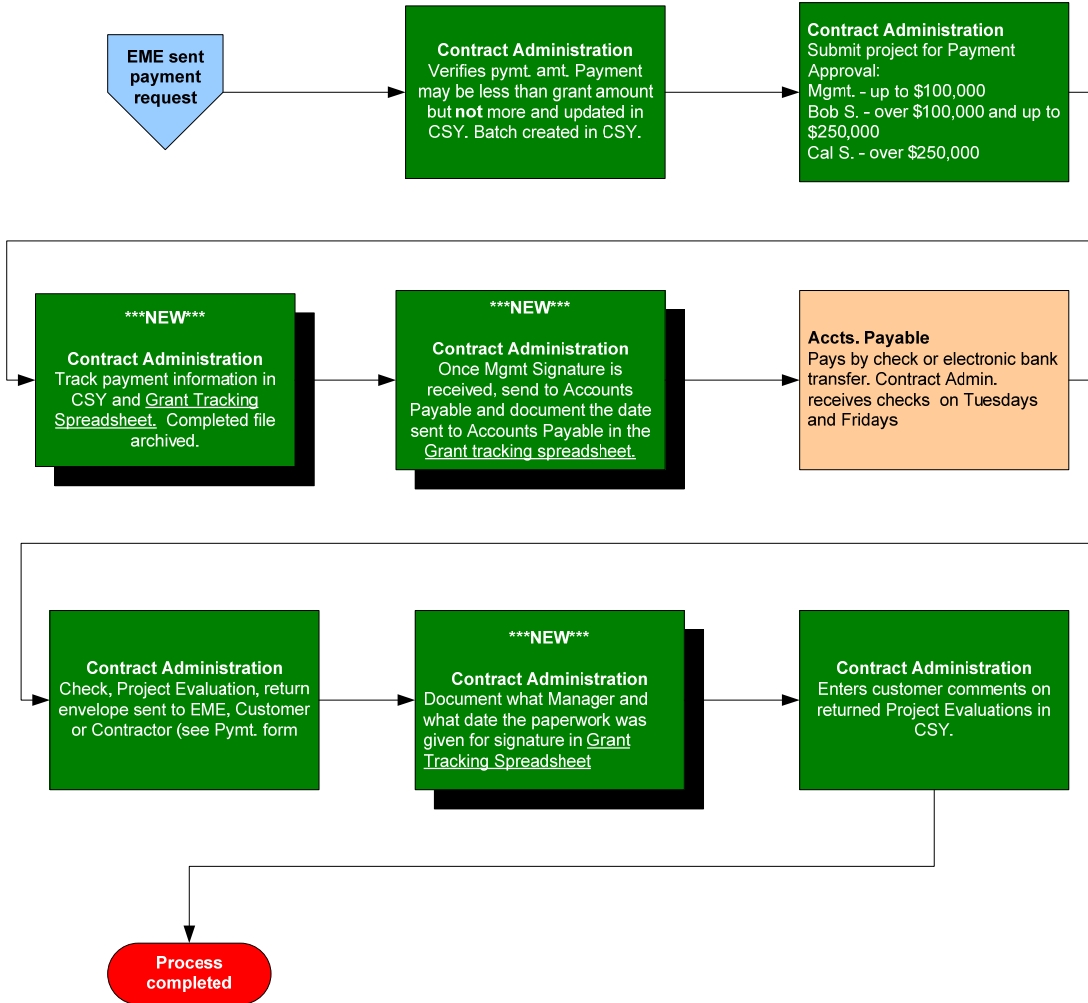 EME sent
payment
request
Contract Administration
Verifies pymt. amt. Payment
may be less than grant amount
but not more and updated in
CSY. Batch created in CSY.
Contract Administration
Submit project for Payment
Approval:
Mgmt. - up to $100,000
Bob S. - over $100,000 and up to
$250,000
Cal S. - over $250,000
***NEW***
Contract Administration
Track payment information in
CSY and Grant Tracking
Spreadsheet. Completed file
archived.
***NEW***
Contract Administration
Once Mgmt Signature is
received, send to Accounts
Payable and document the date
sent to Accounts Payable in the
Grant tracking spreadsheet.
Accts. Payable
Pays by check or electronic bank
transfer. Contract Admin.
receives checks on Tuesdays
and Fridays
Contract Administration
Check, Project Evaluation, return
envelope sent to EME, Customer
or Contractor (see Pymt. form
***NEW***
Contract Administration
Document what Manager and
what date the paperwork was
given for signature in Grant
Tracking Spreadsheet
Contract Administration
Enters customer comments on
returned Project Evaluations in
CSY.
Process
completed